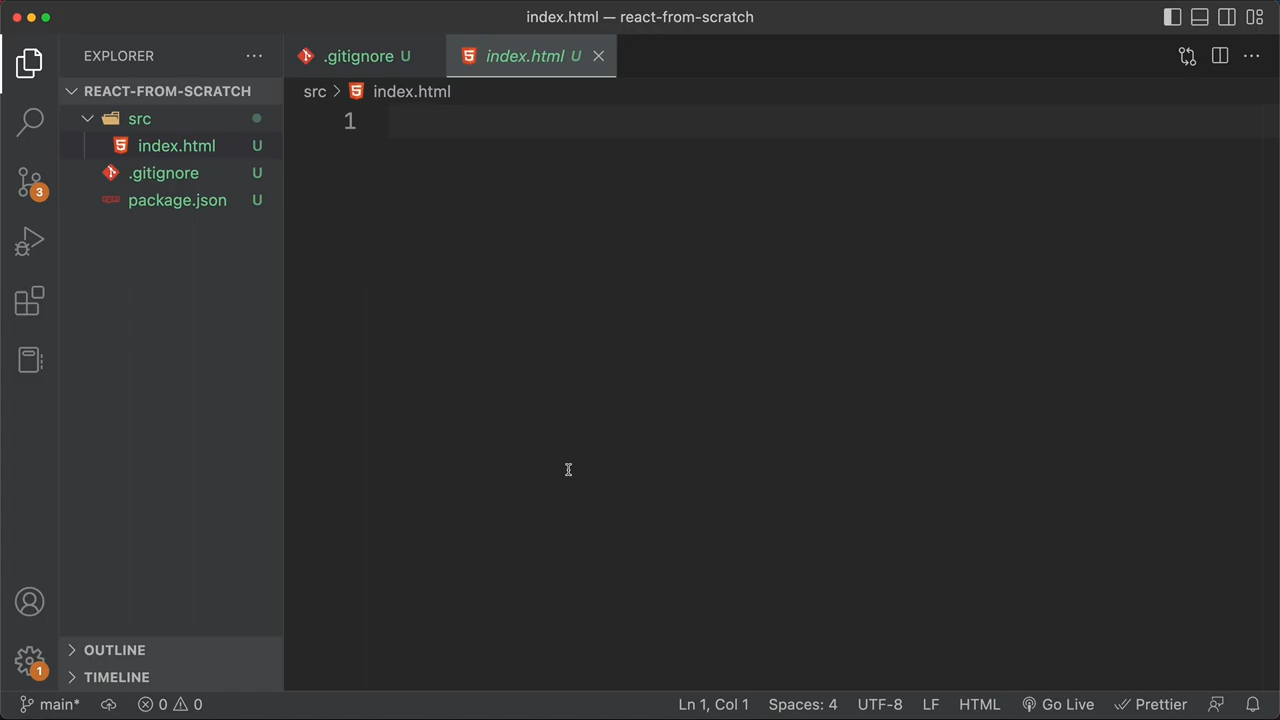 index.html — react-from-scratch
EXPLORER
.gitignore U
index.html U
REACT-FROM-SCRATCH
src > index.html
src
1
index.html U
.gitignore U
package.json U
3
OUTLINE
1
TIMELINE
main* 0 0 Ln 1, Col 1 Spaces: 4 UTF-8 LF HTML Go Live Prettier